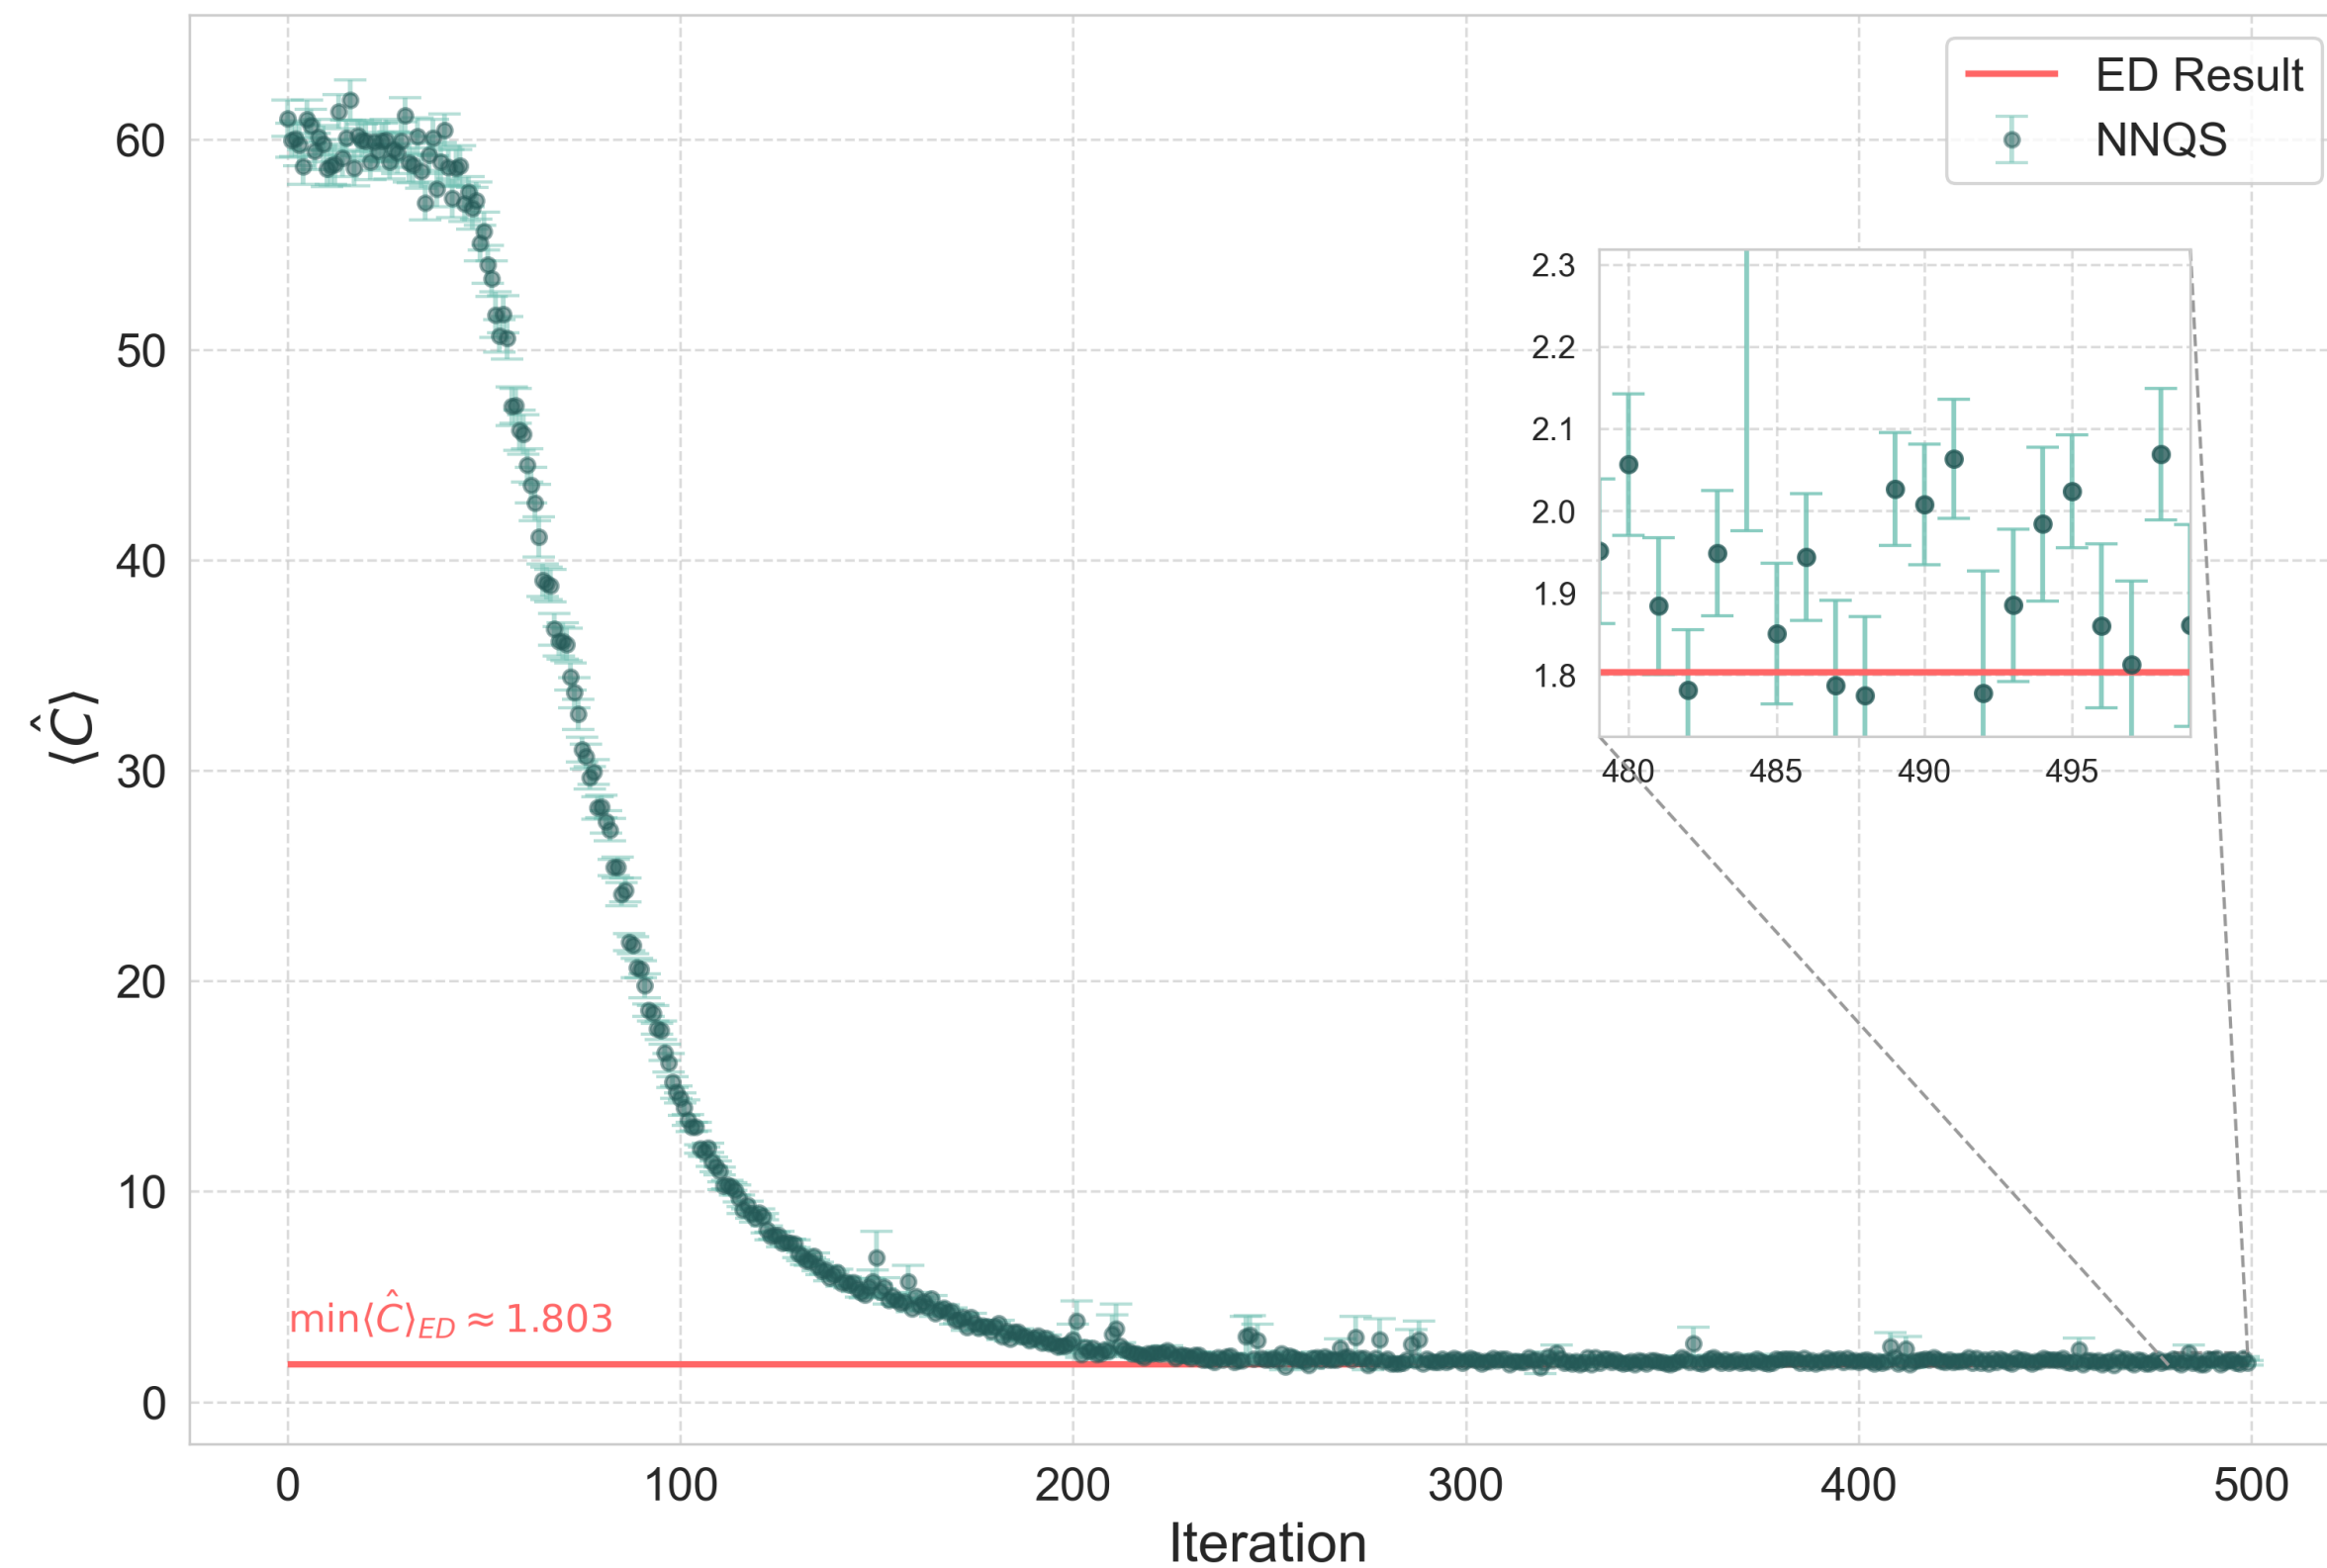 ED Result
NNQS
60
50
40
30
20
10
0
⟨Ĉ⟩
2.3
2.2
2.1
2.0
1.9
1.8
480 485 490 495
min⟨Ĉ⟩_{ED} ≈ 1.803
0 100 200 300 400 500
Iteration